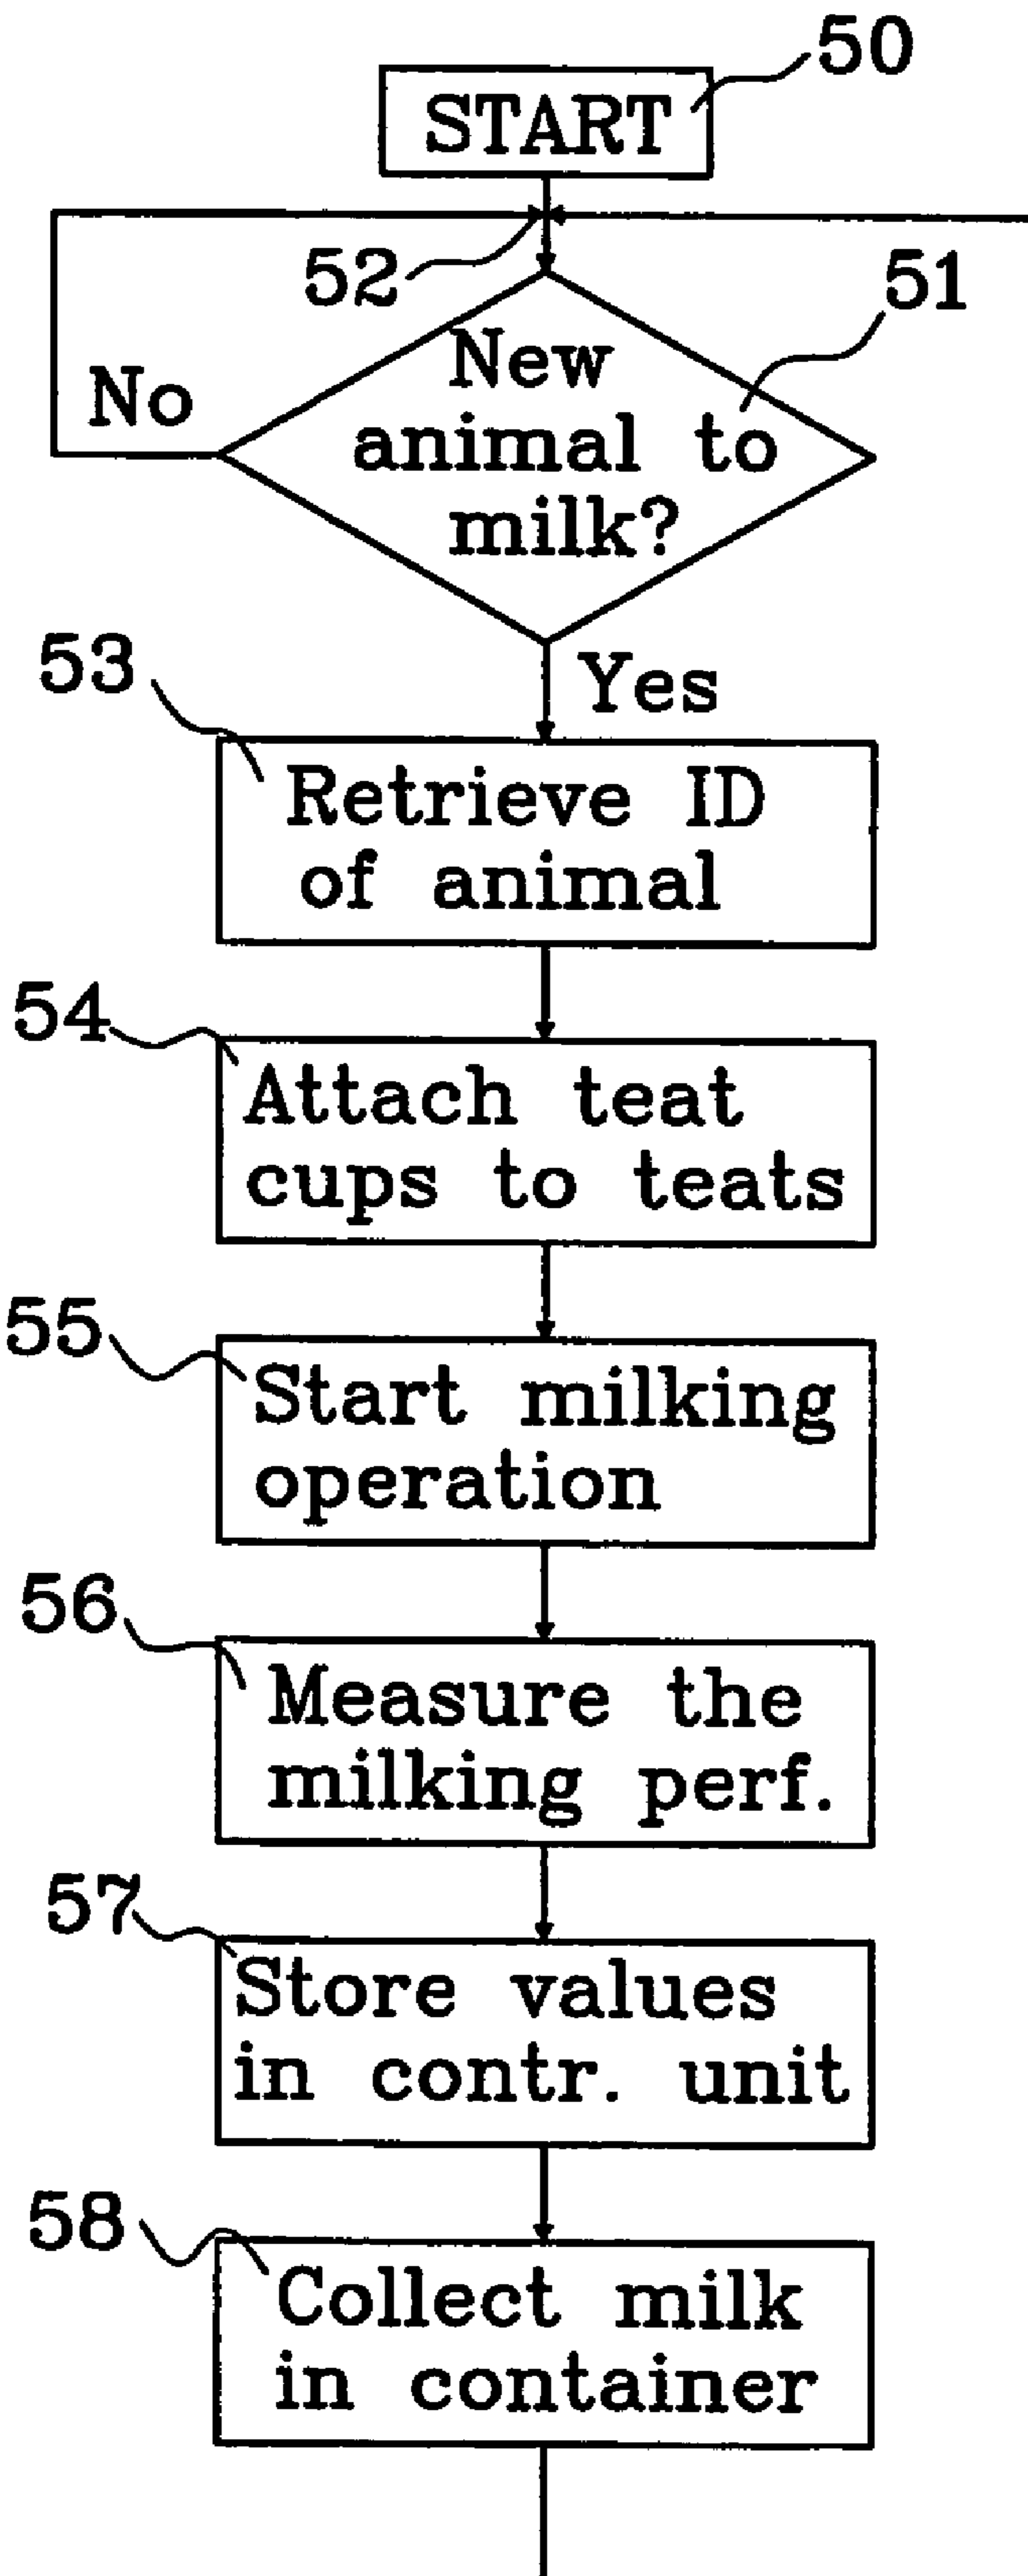 50
START
52
51
New
animal to
milk?
No
Yes
53
Retrieve ID
of animal
54
Attach teat
cups to teats
55
Start milking
operation
56
Measure the
milking perf.
57
Store values
in contr. unit
58
Collect milk
in container